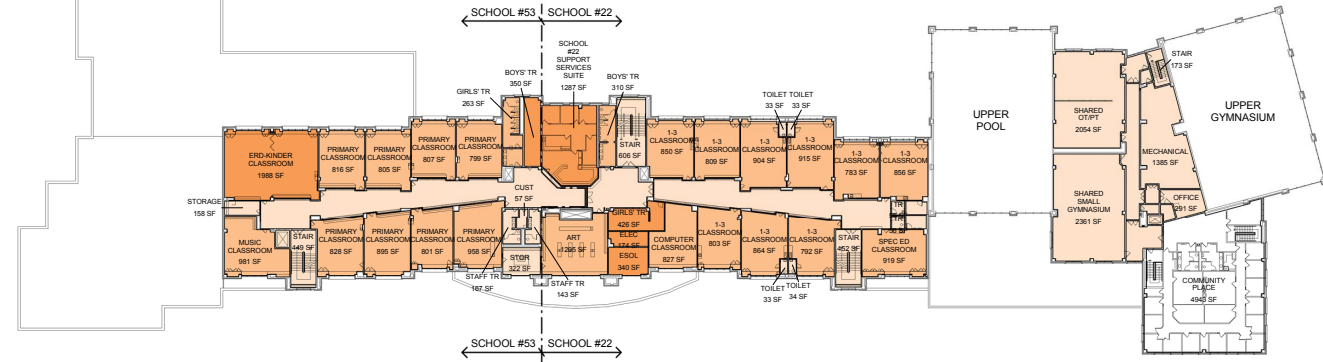 SCHOOL #53
SCHOOL #22
SCHOOL
#22
SUPPORT
SERVICES
SUITE
1287 SF
BOYS' TR
350 SF
GIRLS' TR
263 SF
BOYS' TR
310 SF
TOILET
33 SF
TOILET
33 SF
STAIR
173 SF
UPPER
POOL
SHARED
OT/PT
2054 SF
UPPER
GYMNASIUM
MECHANICAL
1385 SF
OFFICE
291 SF
SHARED
SMALL
GYMNASIUM
2361 SF
COMMUNITY
PLACE
4943 SF
ERD-KINDER
CLASSROOM
1988 SF
PRIMARY
CLASSROOM
816 SF
PRIMARY
CLASSROOM
805 SF
PRIMARY
CLASSROOM
807 SF
PRIMARY
CLASSROOM
799 SF
STAIR
606 SF
1-3
CLASSROOM
850 SF
1-3
CLASSROOM
809 SF
1-3
CLASSROOM
904 SF
1-3
CLASSROOM
915 SF
1-3
CLASSROOM
783 SF
1-3
CLASSROOM
856 SF
STORAGE
158 SF
CUST
57 SF
MUSIC
CLASSROOM
981 SF
STAIR
449 SF
PRIMARY
CLASSROOM
828 SF
PRIMARY
CLASSROOM
895 SF
PRIMARY
CLASSROOM
801 SF
PRIMARY
CLASSROOM
958 SF
STOR
322 SF
STAFF TR
187 SF
STAFF TR
143 SF
ART
GIRLS' TR
426 SF
ELEC
174 SF
ESOL
340 SF
COMPUTER
CLASSROOM
827 SF
1-3
CLASSROOM
803 SF
1-3
CLASSROOM
864 SF
1-3
CLASSROOM
792 SF
TOILET
33 SF
TOILET
34 SF
STAIR
452 SF
SPEC ED
CLASSROOM
919 SF
TR
SCHOOL #53
SCHOOL #22